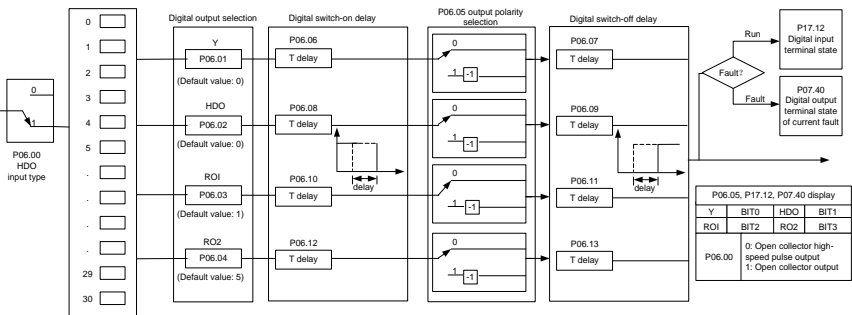 Digital output selection
Digital switch-on delay
P06.05 output polarity
selection
Digital switch-off delay
0
1
2
3
4
5
.
.
.
29
30
0
1
P06.00
HDO
input type
Y
P06.01
(Default value: 0)
HDO
P06.02
(Default value: 0)
ROI
P06.03
(Default value: 1)
RO2
P06.04
(Default value: 5)
P06.06
T delay
P06.08
T delay
delay
P06.10
T delay
P06.12
T delay
0
1
-1
0
1
-1
0
1
-1
0
1
-1
P06.07
T delay
P06.09
T delay
delay
P06.11
T delay
P06.13
T delay
Fault?
Run
Fault
P17.12
Digital input
terminal state
P07.40
Digital output
terminal state
of current fault
P06.05, P17.12, P07.40 display
Y BIT0 HDO BIT1
ROI BIT2 RO2 BIT3
P06.00
0: Open collector high-
speed pulse output
1: Open collector output